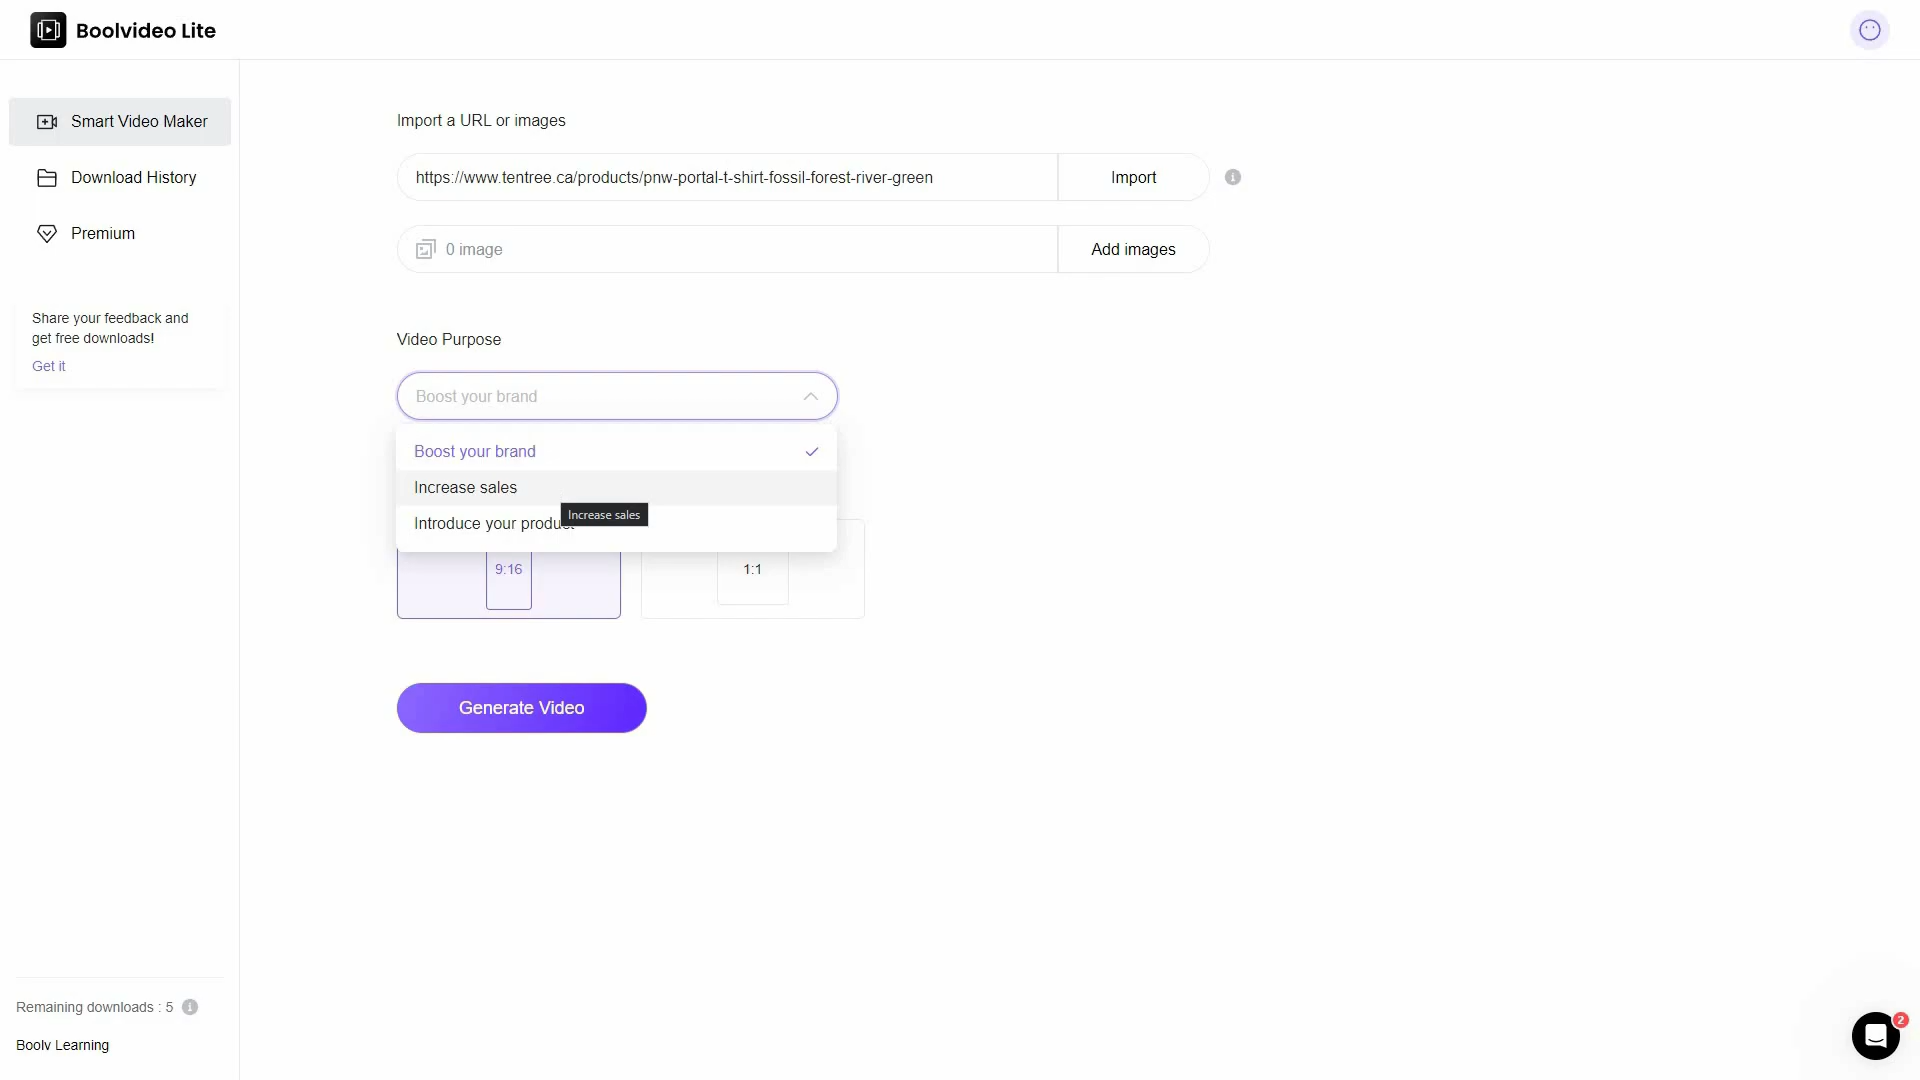 Boolvideo Lite
Smart Video Maker
Download History
Premium
Share your feedback and
get free downloads!
Get it
Import a URL or images
https://www.tentree.ca/products/pnw-portal-t-shirt-fossil-forest-river-green
Import
0 image
Add images
Video Purpose
Boost your brand
Boost your brand
Increase sales
Increase sales
Introduce your product
9:16
1:1
Generate Video
Remaining downloads : 5
Boolv Learning
2